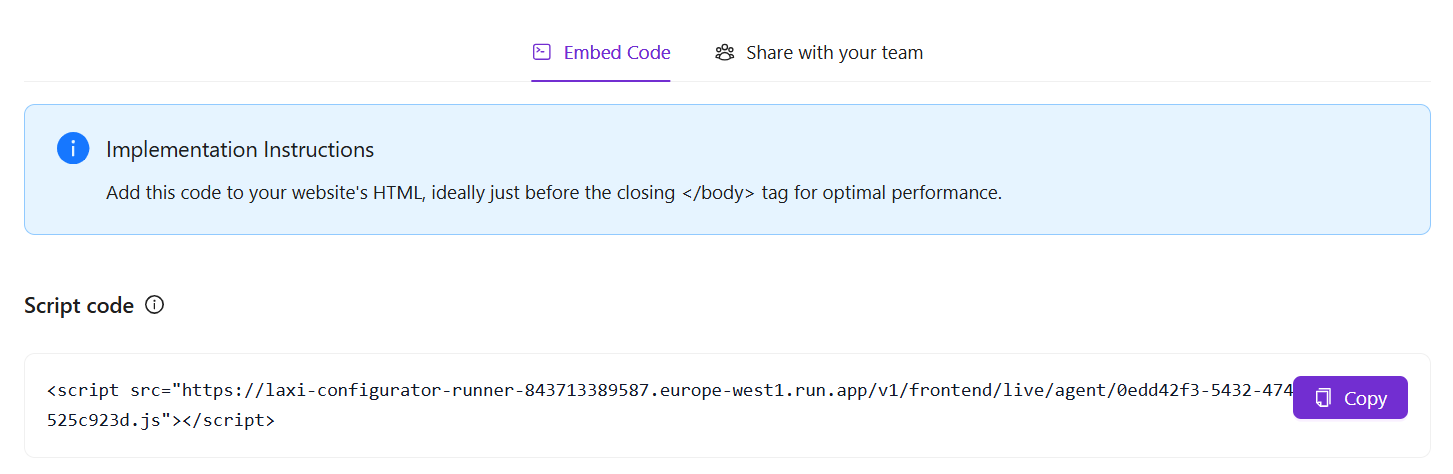 Embed Code
Share with your team
Implementation Instructions
Add this code to your website's HTML, ideally just before the closing </body> tag for optimal performance.
Script code
<script src="https://laxi-configurator-runner-843713389587.europe-west1.run.app/v1/frontend/live/agent/0edd42f3-5432-474
Copy
525c923d.js"></script>